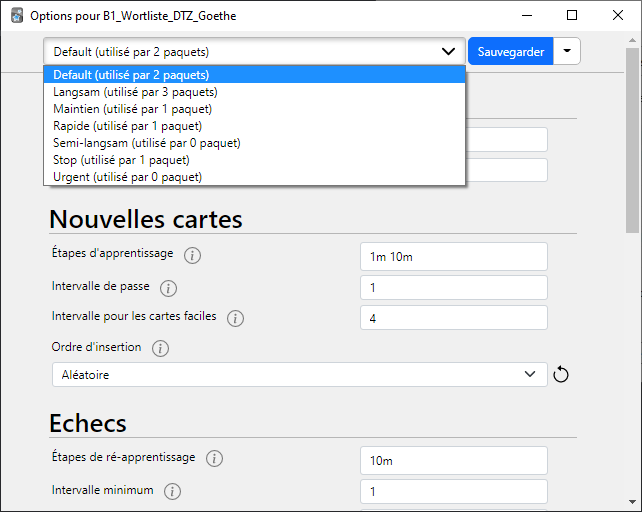 Options pour B1_Wortliste_DTZ_Goethe
Default (utilisé par 2 paquets)
Sauvegarder
Default (utilisé par 2 paquets)
Langsam (utilisé par 3 paquets)
Maintien (utilisé par 1 paquet)
Rapide (utilisé par 1 paquet)
Semi-langsam (utilisé par 0 paquet)
Stop (utilisé par 1 paquet)
Urgent (utilisé par 0 paquet)
Nouvelles cartes
Étapes d'apprentissage
1m 10m
Intervalle de passe
1
Intervalle pour les cartes faciles
4
Ordre d'insertion
Aléatoire
Echecs
Étapes de ré-apprentissage
10m
Intervalle minimum
1